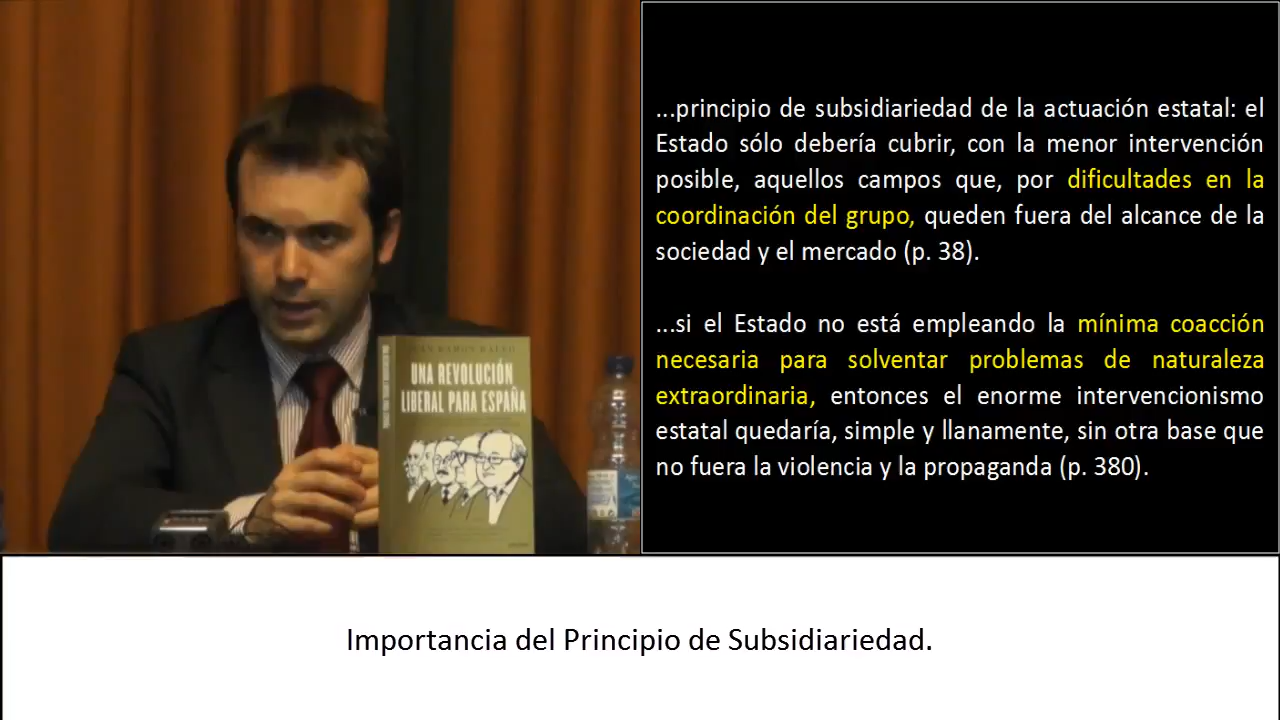 ...principio de subsidiariedad de la actuación estatal: el
Estado sólo debería cubrir, con la menor intervención
posible, aquellos campos que, por dificultades en la
coordinación del grupo, queden fuera del alcance de la
sociedad y el mercado (p. 38).
...si el Estado no está empleando la mínima coacción
necesaria para solventar problemas de naturaleza
extraordinaria, entonces el enorme intervencionismo
estatal quedaría, simple y llanamente, sin otra base que
no fuera la violencia y la propaganda (p. 380).
JUAN RAMÓN RALLO
UNA REVOLUCIÓN
LIBERAL PARA ESPAÑA
Importancia del Principio de Subsidiariedad.